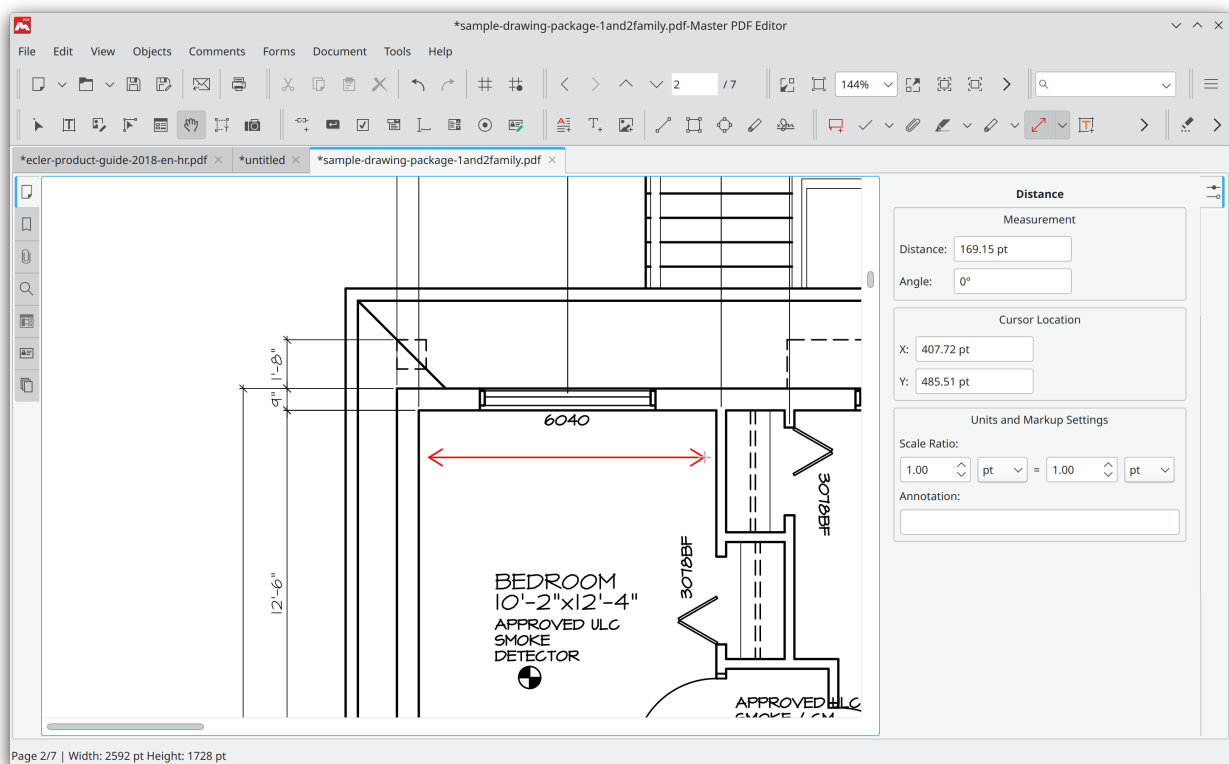 *sample-drawing-package-1and2family.pdf-Master PDF Editor
File Edit View Objects Comments Forms Document Tools Help
2 / 7 144%
*ecler-product-guide-2018-en-hr.pdf *untitled *sample-drawing-package-1and2family.pdf
Distance
Measurement
Distance: 169.15 pt
Angle: 0°
Cursor Location
X: 407.72 pt
Y: 485.51 pt
Units and Markup Settings
Scale Ratio:
1.00 pt = 1.00 pt
Annotation:
1'-8"
9"
6040
3078BF
12'-6"
3078BF
BEDROOM
10'-2"x12'-4"
APPROVED ULC
SMOKE
DETECTOR
APPROVED ULC
SMOKE / CM
Page 2/7 | Width: 2592 pt Height: 1728 pt